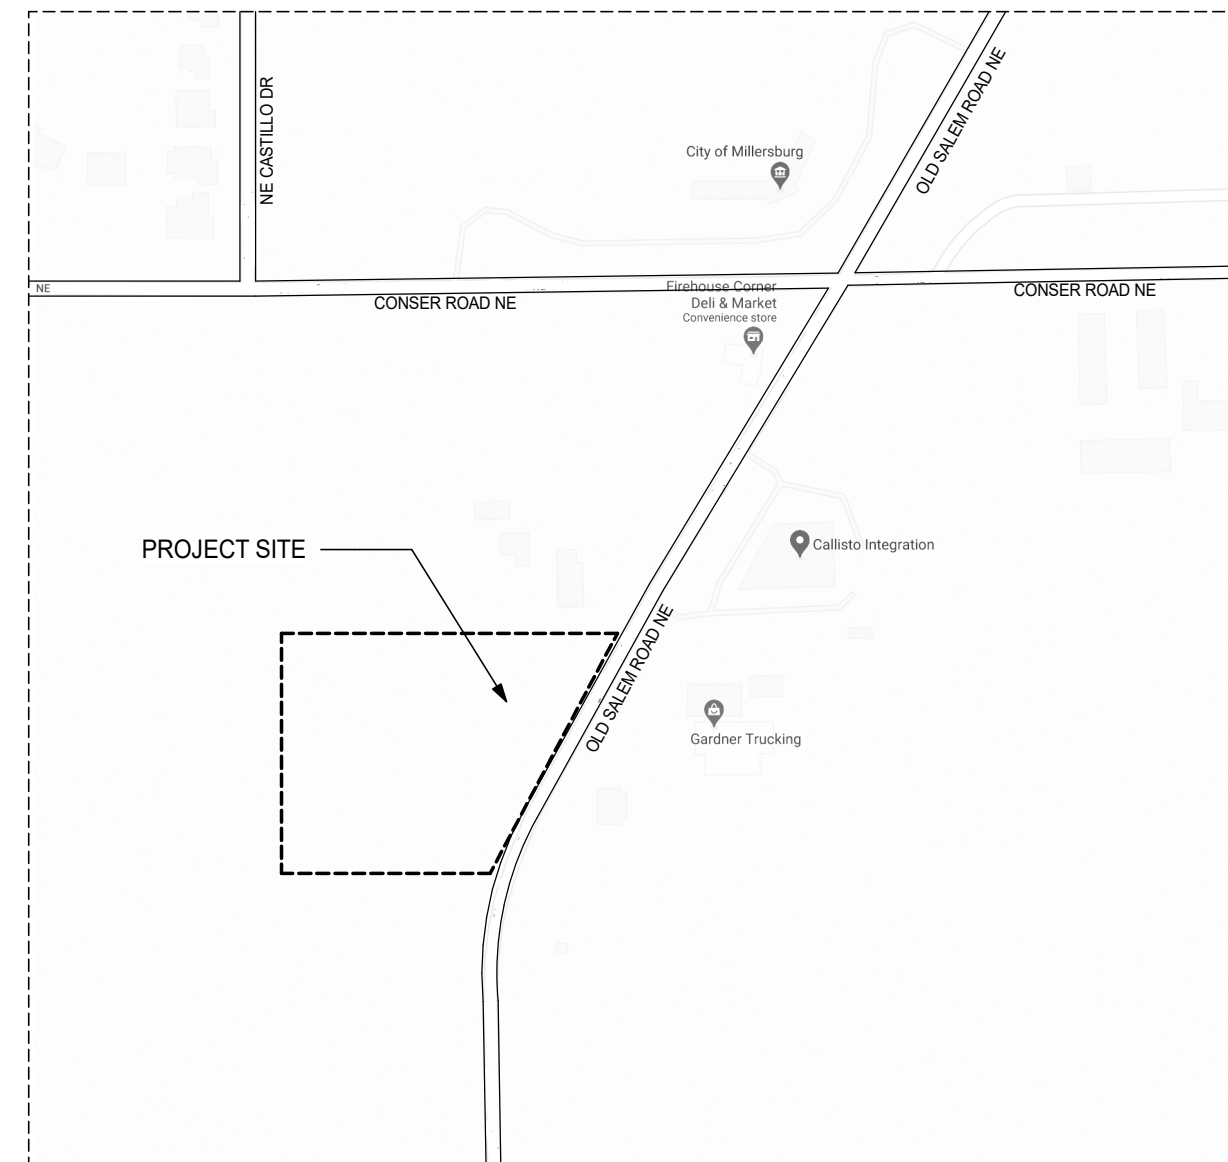 NE CASTILLO DR
OLD SALEM ROAD NE
City of Millersburg
NE
CONSER ROAD NE
Firehouse Corner
Deli & Market
Convenience store
CONSER ROAD NE
PROJECT SITE
Callisto Integration
OLD SALEM ROAD NE
Gardner Trucking